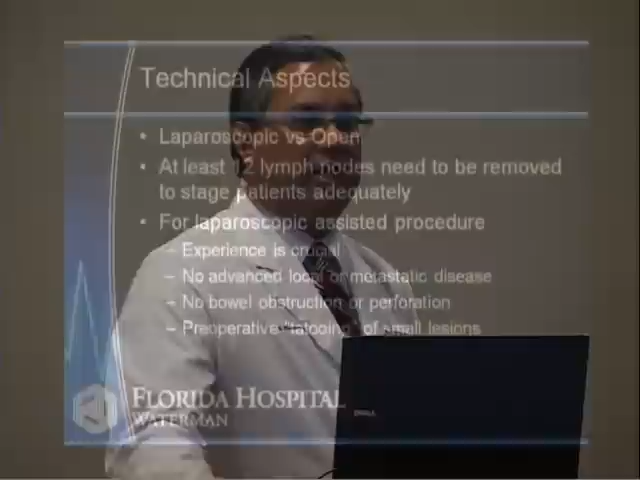 Technical Aspects
• Laparoscopic vs Open
• At least 12 lymph nodes need to be removed
to stage patients adequately
• For laparoscopic assisted procedure
– Experience is crucial
– No advanced local or metastatic disease
– No bowel obstruction or perforation
– Preoperative "tatooing" of small lesions
FLORIDA HOSPITAL
WATERMAN
DELL